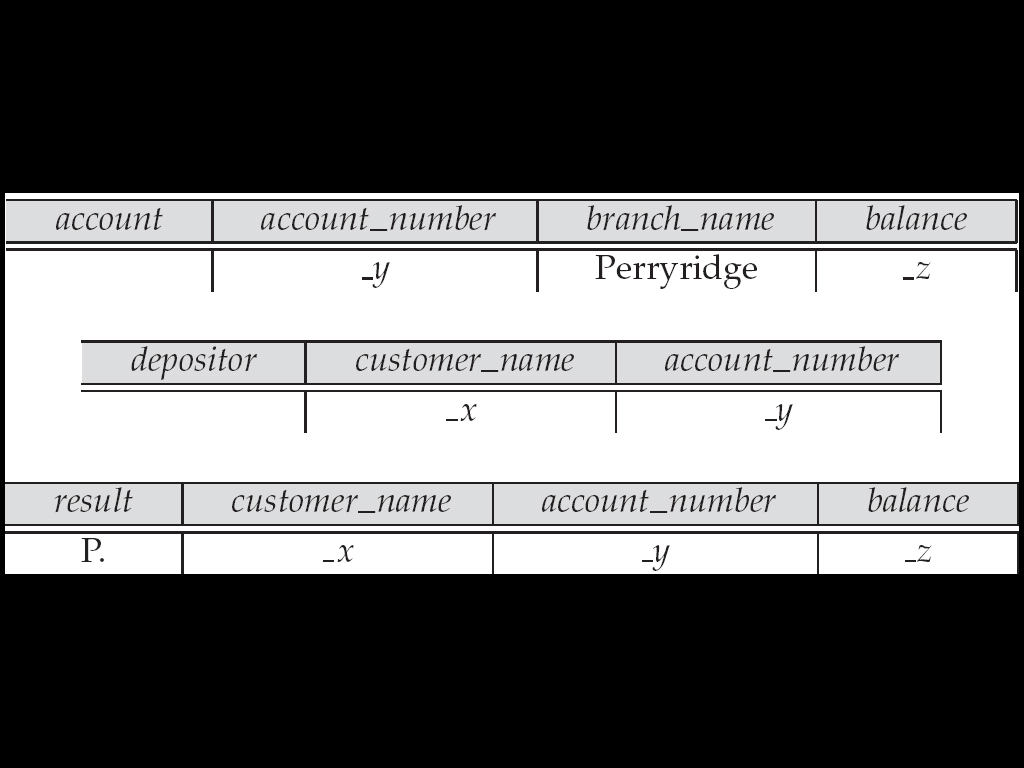 account account_number branch_name balance
_y Perryridge _z
depositor customer_name account_number
_x _y
result customer_name account_number balance
P. _x _y _z